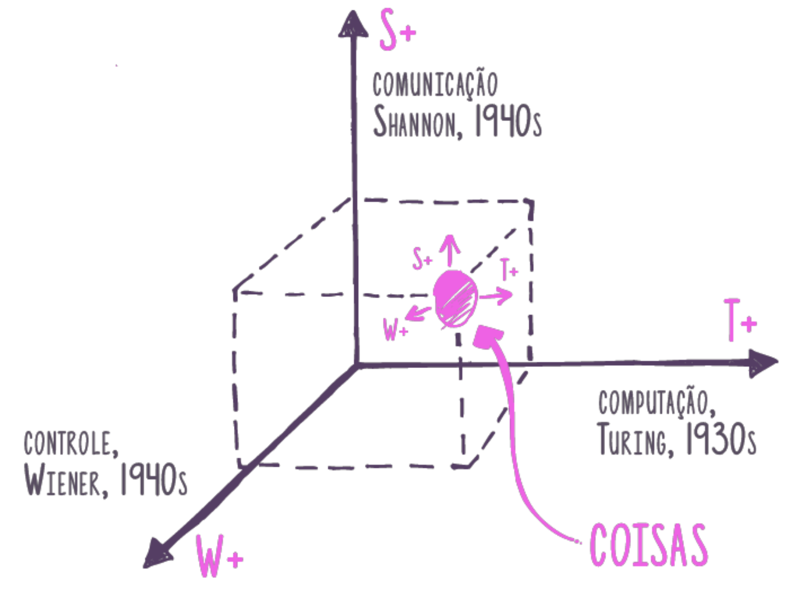 S+
COMUNICAÇÃO
SHANNON, 1940S
S+
T+
W+
T+
COMPUTAÇÃO,
TURING, 1930S
CONTROLE,
WIENER, 1940S
W+
COISAS